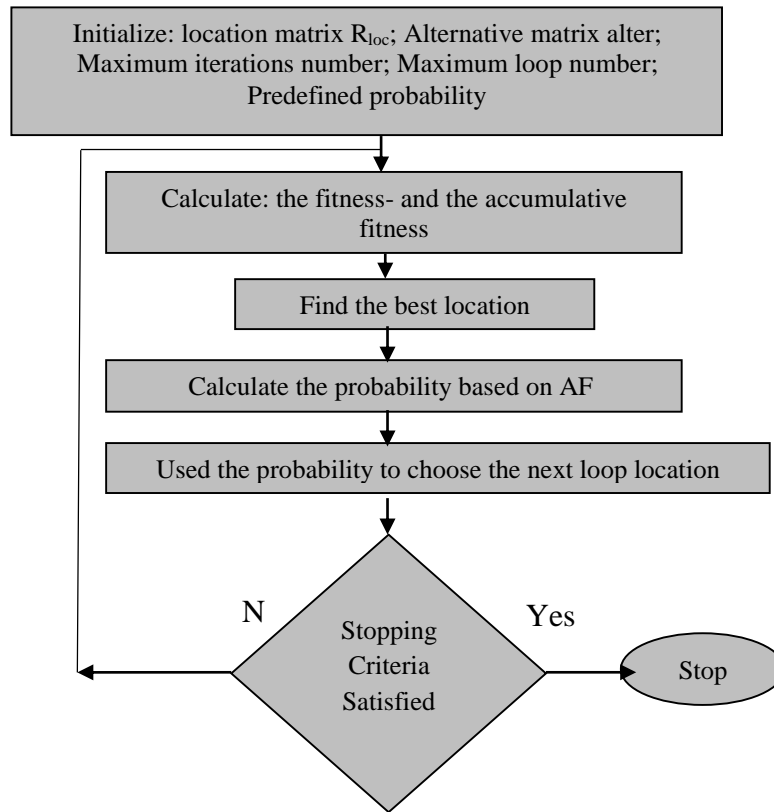 Initialize: location matrix Rloc; Alternative matrix alter;
Maximum iterations number; Maximum loop number;
Predefined probability
Calculate: the fitness- and the accumulative
fitness
Find the best location
Calculate the probability based on AF
Used the probability to choose the next loop location
N
Yes
Stopping
Criteria
Satisfied
Stop